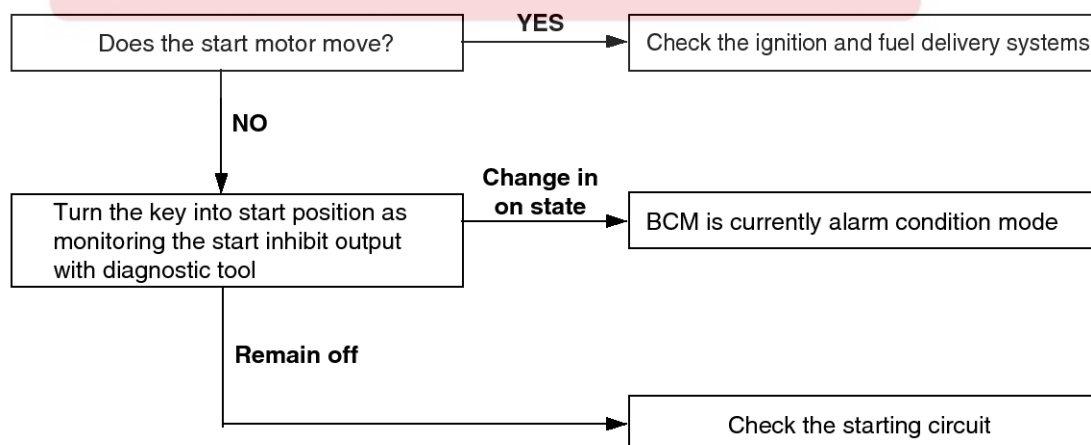 Does the start motor move?
YES
Check the ignition and fuel delivery systems
NO
Turn the key into start position as
monitoring the start inhibit output
with diagnostic tool
Change in
on state
BCM is currently alarm condition mode
Remain off
Check the starting circuit